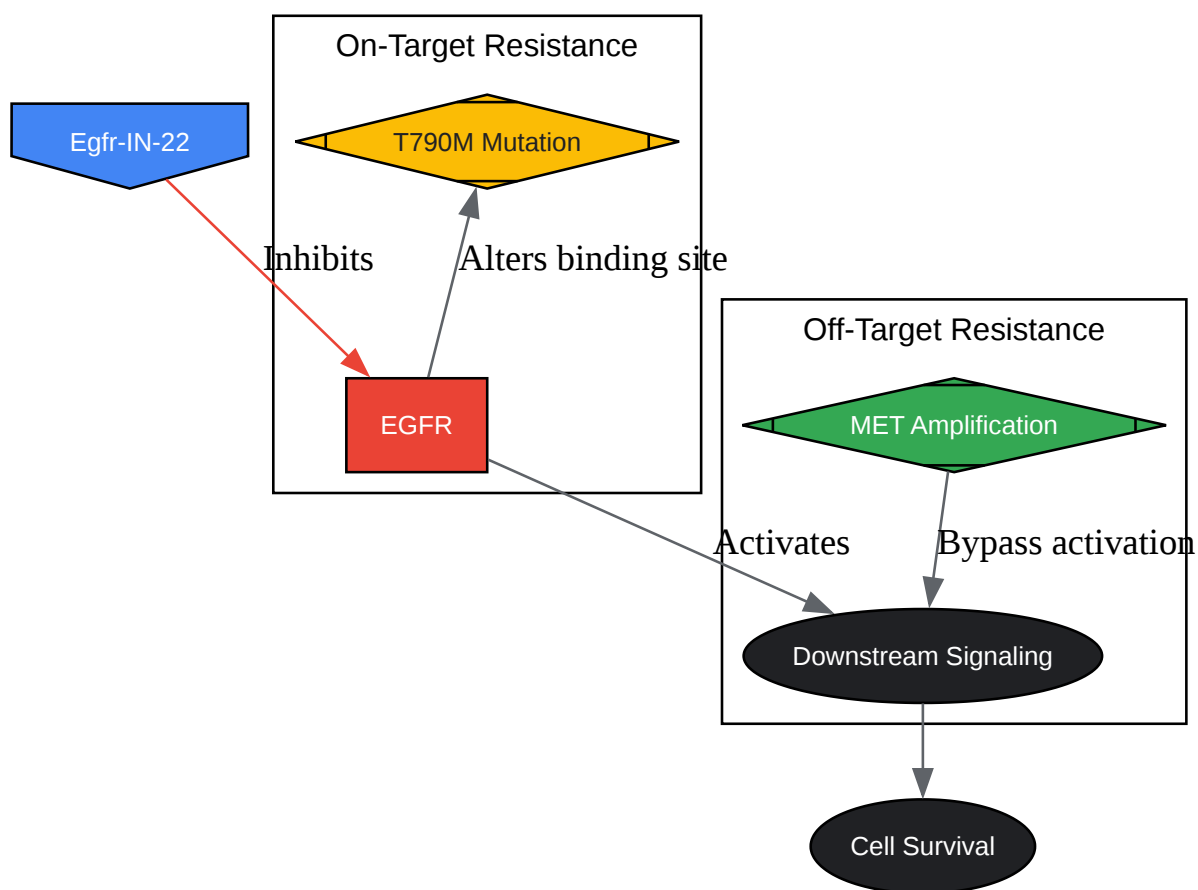 On-Target Resistance
Egfr-IN-22
T790M Mutation
Inhibits
Alters binding site
Off-Target Resistance
EGFR
MET Amplification
Activates
Bypass activation
Downstream Signaling
Cell Survival